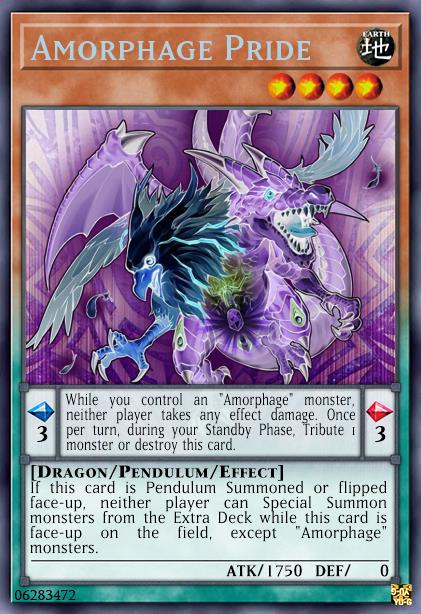 AMORPHAGE PRIDE
EARTH
地
While you control an "Amorphage" monster,
neither player takes any effect damage. Once
per turn, during your Standby Phase, Tribute 1
monster or destroy this card.
3
3
[DRAGON/PENDULUM/EFFECT]
If this card is Pendulum Summoned or flipped
face-up, neither player can Special Summon
monsters from the Extra Deck while this card is
face-up on the field, except "Amorphage"
monsters.
ATK/1750 DEF/ 0
06283472